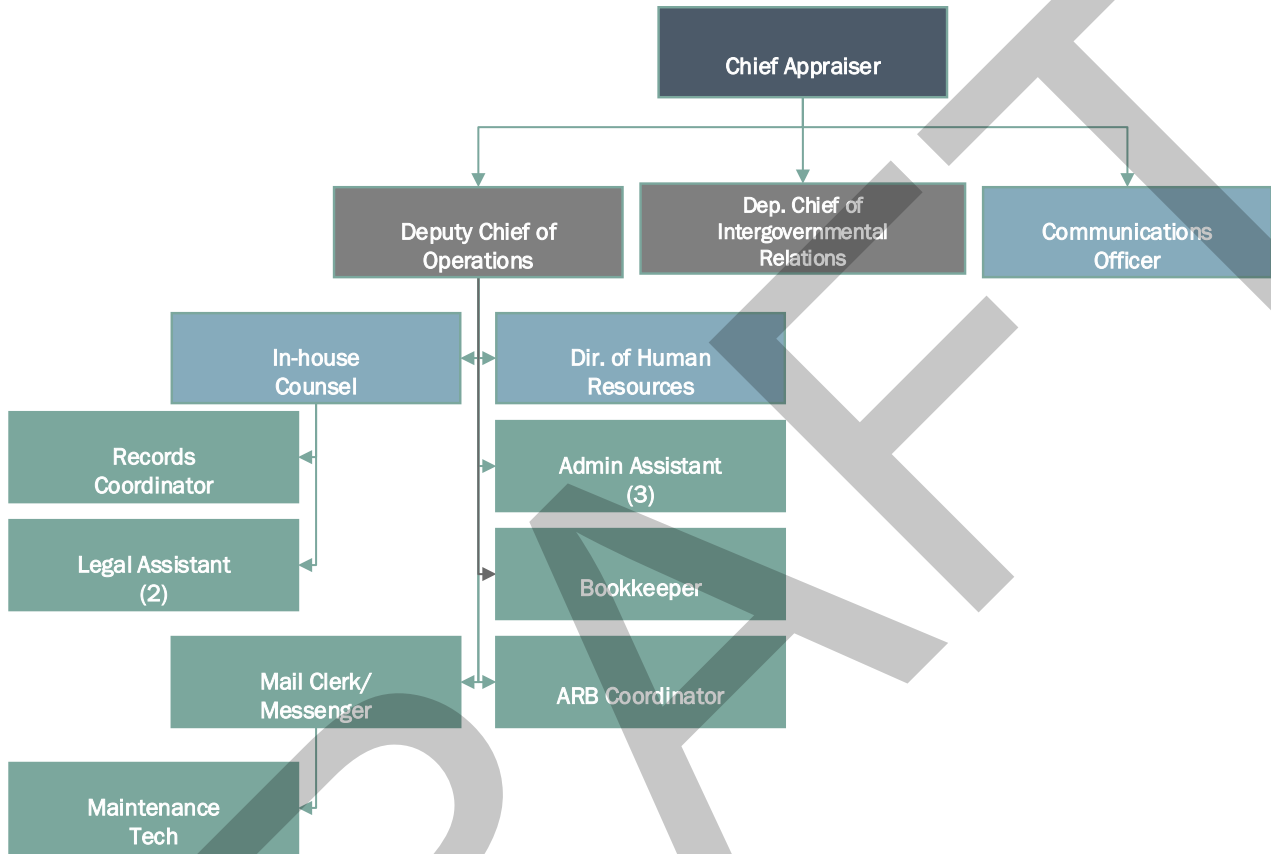 Chief Appraiser
Deputy Chief of
Operations
Dep. Chief of
Intergovernmental
Relations
Communications
Officer
In-house
Counsel
Dir. of Human
Resources
Records
Coordinator
Admin Assistant
(3)
Legal Assistant
(2)
Bookkeeper
Mail Clerk/
Messenger
ARB Coordinator
Maintenance
Tech
DRAFT